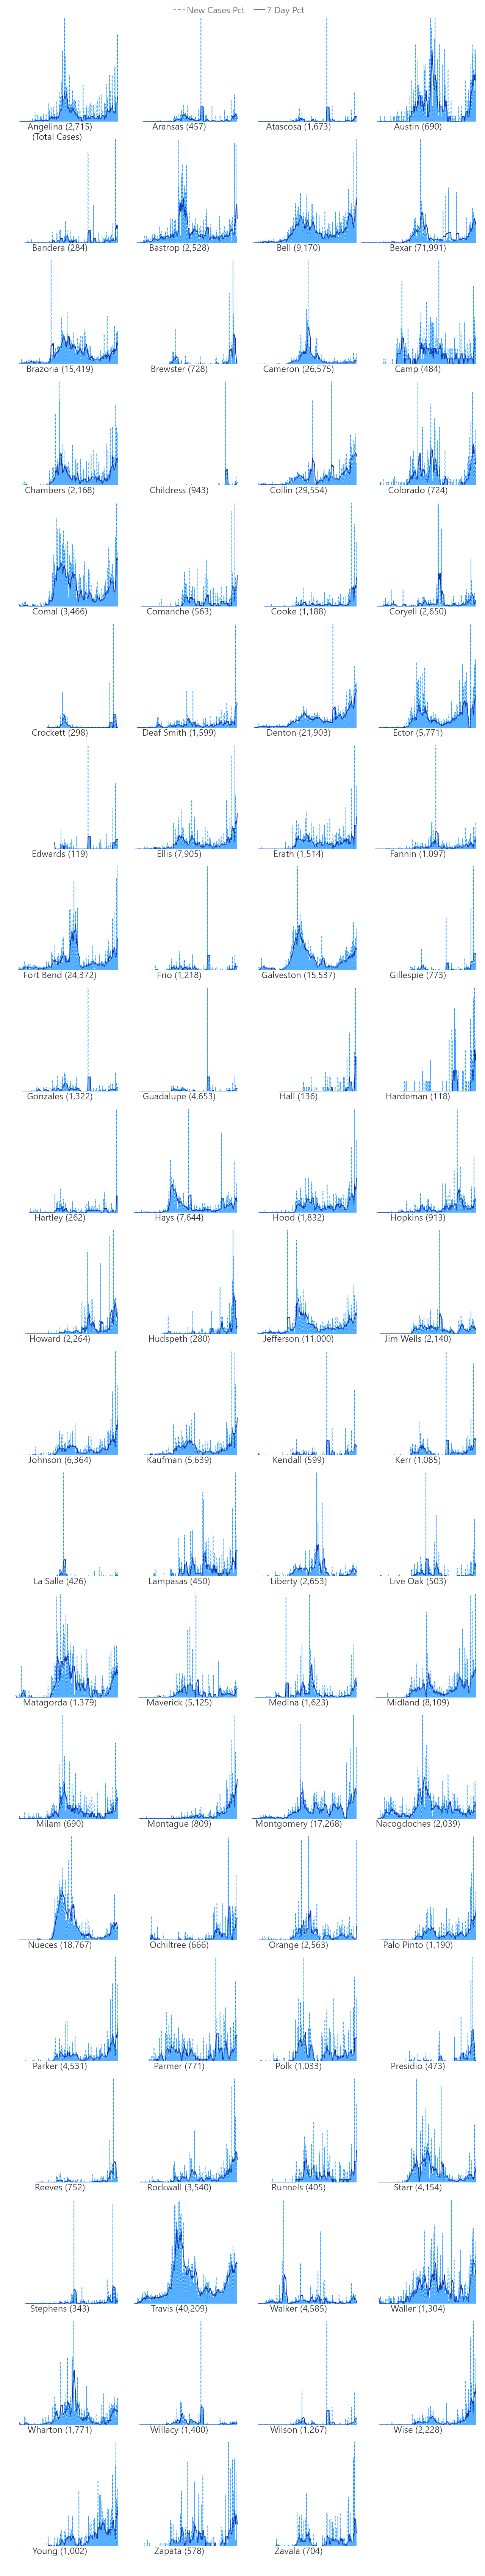 New Cases Pct 7 Day Pct
Angelina (2,715) Aransas (457) Atascosa (1,673) Austin (690)
(Total Cases)
Bandera (284) Bastrop (2,528) Bell (9,170) Bexar (71,991)
Brazoria (15,419) Brewster (728) Cameron (26,575) Camp (484)
Chambers (2,168) Childress (943) Collin (29,554) Colorado (724)
Comal (3,466) Comanche (563) Cooke (1,188) Coryell (2,650)
Crockett (298) Deaf Smith (1,599) Denton (21,903) Ector (5,771)
Edwards (119) Ellis (7,905) Erath (1,514) Fannin (1,097)
Fort Bend (24,372) Frio (1,218) Galveston (15,537) Gillespie (773)
Gonzales (1,322) Guadalupe (4,653) Hall (136) Hardeman (118)
Hartley (262) Hays (7,644) Hood (1,832) Hopkins (913)
Howard (2,264) Hudspeth (280) Jefferson (11,000) Jim Wells (2,140)
Johnson (6,364) Kaufman (5,639) Kendall (599) Kerr (1,085)
La Salle (426) Lampasas (450) Liberty (2,653) Live Oak (503)
Matagorda (1,379) Maverick (5,125) Medina (1,623) Midland (8,109)
Milam (690) Montague (809) Montgomery (17,268) Nacogdoches (2,039)
Nueces (18,767) Ochiltree (666) Orange (2,563) Palo Pinto (1,190)
Parker (4,531) Parmer (771) Polk (1,033) Presidio (473)
Reeves (752) Rockwall (3,540) Runnels (405) Starr (4,154)
Stephens (343) Travis (40,209) Walker (4,585) Waller (1,304)
Wharton (1,771) Willacy (1,400) Wilson (1,267) Wise (2,228)
Young (1,002) Zapata (578) Zavala (704)